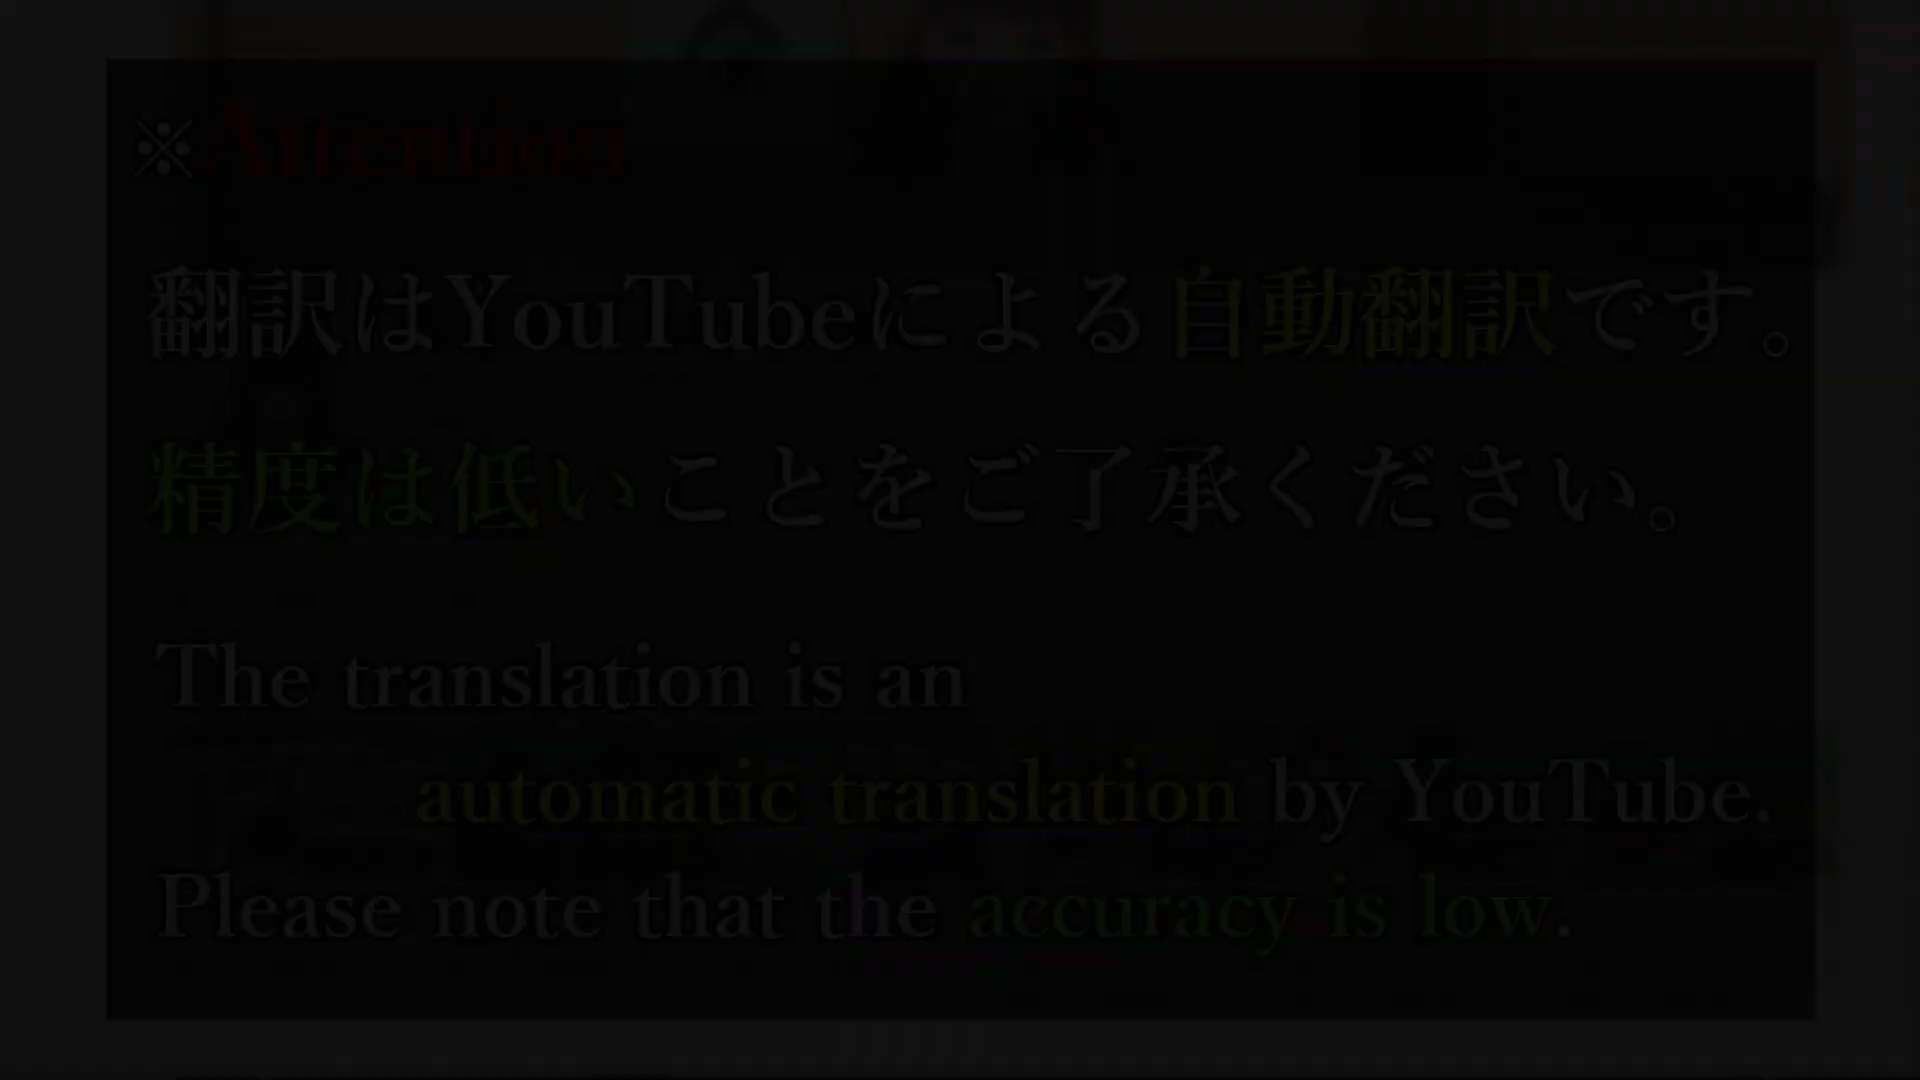 ※Attention
翻訳はYouTubeによる自動翻訳です。
精度は低いことをご了承ください。
The translation is an
automatic translation by YouTube.
Please note that the accuracy is low.